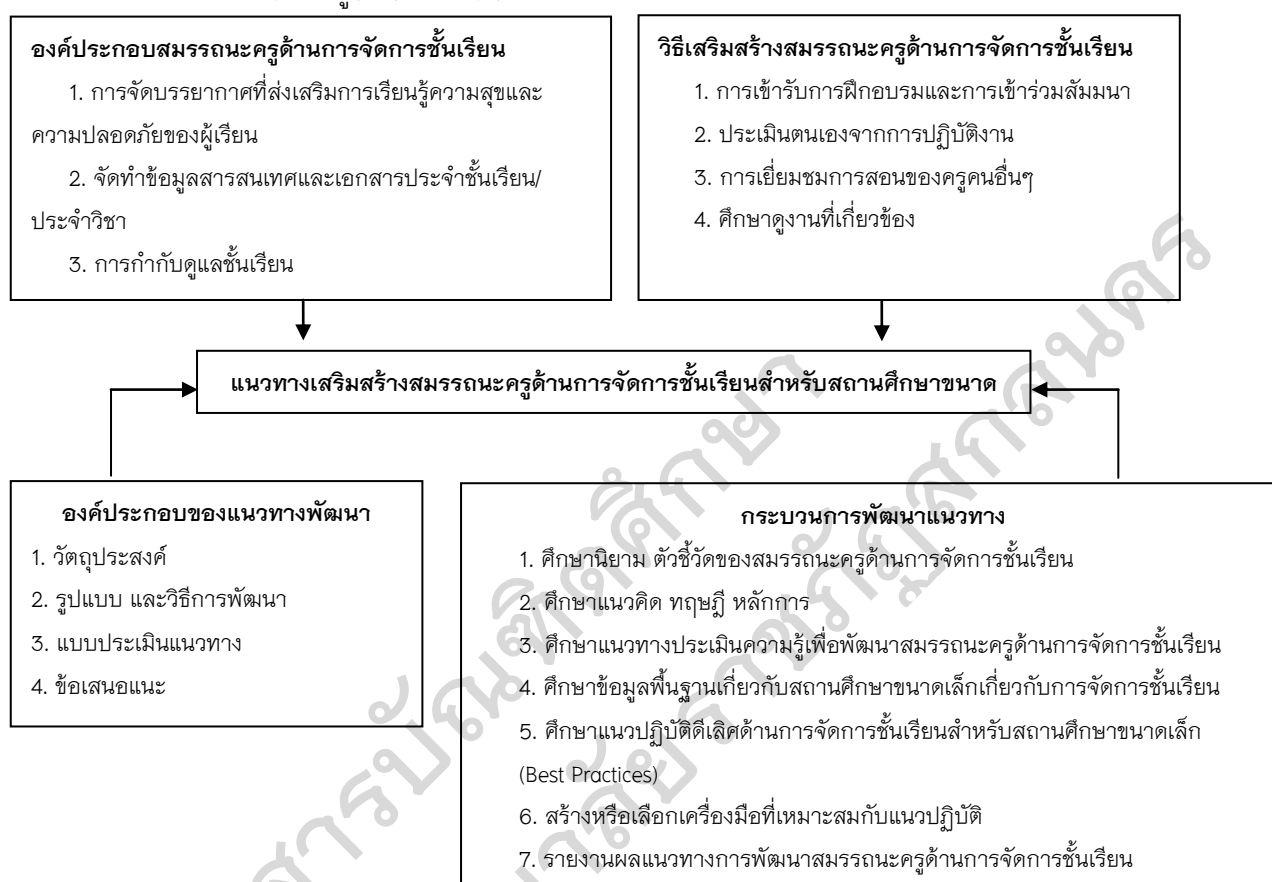 องค์ประกอบสมรรถนะครูด้านการจัดการชั้นเรียน
1. การจัดบรรยากาศที่ส่งเสริมการเรียนรู้ความสุขและ
ความปลอดภัยของผู้เรียน
2. จัดทำข้อมูลสารสนเทศและเอกสารประจำชั้นเรียน/
ประจำวิชา
3. การกำกับดูแลชั้นเรียน
วิธีเสริมสร้างสมรรถนะครูด้านการจัดการชั้นเรียน
1. การเข้ารับการฝึกอบรมและการเข้าร่วมสัมมนา
2. ประเมินตนเองจากการปฏิบัติงาน
3. การเยี่ยมชมการสอนของครูคนอื่นๆ
4. ศึกษาดูงานที่เกี่ยวข้อง
แนวทางเสริมสร้างสมรรถนะครูด้านการจัดการชั้นเรียนสำหรับสถานศึกษาขนาด
องค์ประกอบของแนวทางพัฒนา
1. วัตถุประสงค์
2. รูปแบบ และวิธีการพัฒนา
3. แบบประเมินแนวทาง
4. ข้อเสนอแนะ
กระบวนการพัฒนาแนวทาง
1. ศึกษานิยาม ตัวชี้วัดของสมรรถนะครูด้านการจัดการชั้นเรียน
2. ศึกษาแนวคิด ทฤษฎี หลักการ
3. ศึกษาแนวทางประเมินความรู้เพื่อพัฒนาสมรรถนะครูด้านการจัดการชั้นเรียน
4. ศึกษาข้อมูลพื้นฐานเกี่ยวกับสถานศึกษาขนาดเล็กเกี่ยวกับการจัดการชั้นเรียน
5. ศึกษาแนวปฏิบัติดีเลิศด้านการจัดการชั้นเรียนสำหรับสถานศึกษาขนาดเล็ก
(Best Practices)
6. สร้างหรือเลือกเครื่องมือที่เหมาะสมกับแนวปฏิบัติ
7. รายงานผลแนวทางการพัฒนาสมรรถนะครูด้านการจัดการชั้นเรียน